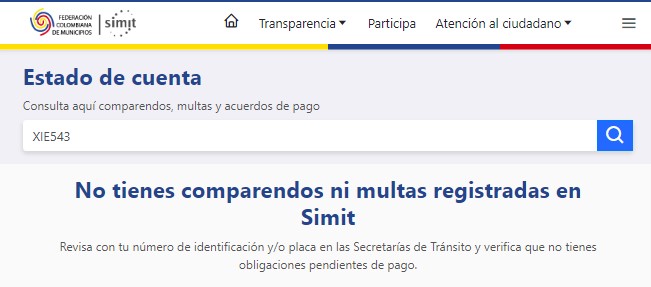 FEDERACIÓN
COLOMBIANA
DE MUNICIPIOS
simit
Transparencia
Participa
Atención al ciudadano
Estado de cuenta
Consulta aquí comparendos, multas y acuerdos de pago
XIE543
No tienes comparendos ni multas registradas en
Simit
Revisa con tu número de identificación y/o placa en las Secretarías de Tránsito y verifica que no tienes
obligaciones pendientes de pago.